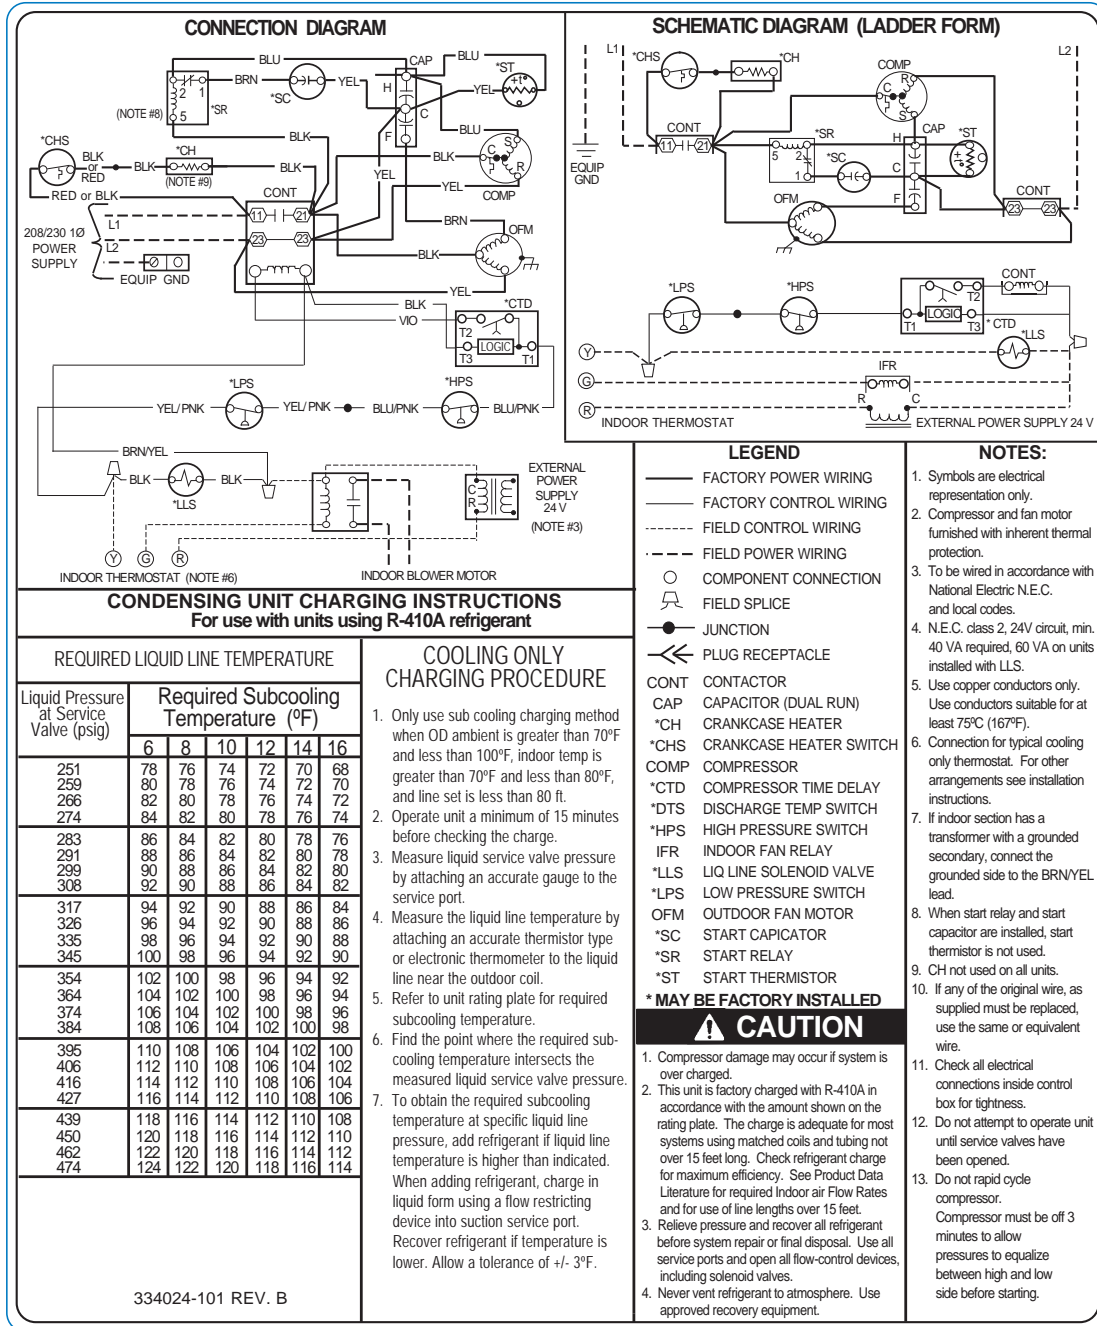 CONNECTION DIAGRAM
BLU
CAP
BLU
*ST
BRN
YEL
H
+t°
2 1
*SC
YEL
(NOTE #8)
*SR
C
5
BLU
F
*CHS
BLK
BLK
or
RED
BLK
*CH
BLK
(NOTE #9)
BLK
YEL
C
S
R
YEL
COMP
RED or BLK
CONT
11
21
L1
BRN
208/230 1Ø
POWER
SUPPLY
23
23
OFM
L2
BLK
EQUIP GND
YEL
BLK
*CTD
VIO
T2
LOGIC
T3
T1
*LPS
*HPS
YEL/ PNK
YEL/ PNK
BLU/PNK
BLU/PNK
BRN/YEL
BLK
BLK
*LLS
C
R
EXTERNAL
POWER
SUPPLY
24 V
(NOTE #3)
Y
G
R
INDOOR THERMOSTAT (NOTE #6)
INDOOR BLOWER MOTOR
SCHEMATIC DIAGRAM (LADDER FORM)
L1
*CHS
*CH
L2
COMP
R
C
S
CONT
11
21
*SR
H
CAP
*ST
EQUIP
GND
5
2
1
*SC
C
+t
OFM
F
CONT
23
23
*LPS
*HPS
CONT
T2
LOGIC
T1
T3
* CTD
*LLS
Y
IFR
G
R
C
R
INDOOR THERMOSTAT
EXTERNAL POWER SUPPLY 24 V
CONDENSING UNIT CHARGING INSTRUCTIONS
For use with units using R-410A refrigerant
REQUIRED LIQUID LINE TEMPERATURE
Liquid Pressure
at Service
Valve (psig)
Required Subcooling
Temperature (ºF)
6 8 10 12 14 16
251 78 76 74 72 70 68
259 80 78 76 74 72 70
266 82 80 78 76 74 72
274 84 82 80 78 76 74
283 86 84 82 80 78 76
291 88 86 84 82 80 78
299 90 88 86 84 82 80
308 92 90 88 86 84 82
317 94 92 90 88 86 84
326 96 94 92 90 88 86
335 98 96 94 92 90 88
345 100 98 96 94 92 90
354 102 100 98 96 94 92
364 104 102 100 98 96 94
374 106 104 102 100 98 96
384 108 106 104 102 100 98
395 110 108 106 104 102 100
406 112 110 108 106 104 102
416 114 112 110 108 106 104
427 116 114 112 110 108 106
439 118 116 114 112 110 108
450 120 118 116 114 112 110
462 122 120 118 116 114 112
474 124 122 120 118 116 114
334024-101 REV. B
COOLING ONLY
CHARGING PROCEDURE
1. Only use sub cooling charging method
when OD ambient is greater than 70ºF
and less than 100ºF, indoor temp is
greater than 70ºF and less than 80ºF,
and line set is less than 80 ft.
2. Operate unit a minimum of 15 minutes
before checking the charge.
3. Measure liquid service valve pressure
by attaching an accurate gauge to the
service port.
4. Measure the liquid line temperature by
attaching an accurate thermistor type
or electronic thermometer to the liquid
line near the outdoor coil.
5. Refer to unit rating plate for required
subcooling temperature.
6. Find the point where the required sub-
cooling temperature intersects the
measured liquid service valve pressure.
7. To obtain the required subcooling
temperature at specific liquid line
pressure, add refrigerant if liquid line
temperature is higher than indicated.
When adding refrigerant, charge in
liquid form using a flow restricting
device into suction service port.
Recover refrigerant if temperature is
lower. Allow a tolerance of +/- 3°F.
LEGEND
FACTORY POWER WIRING
FACTORY CONTROL WIRING
FIELD CONTROL WIRING
FIELD POWER WIRING
COMPONENT CONNECTION
FIELD SPLICE
JUNCTION
PLUG RECEPTACLE
CONT CONTACTOR
CAP CAPACITOR (DUAL RUN)
*CH CRANKCASE HEATER
*CHS CRANKCASE HEATER SWITCH
COMP COMPRESSOR
*CTD COMPRESSOR TIME DELAY
*DTS DISCHARGE TEMP SWITCH
*HPS HIGH PRESSURE SWITCH
IFR INDOOR FAN RELAY
*LLS LIQ LINE SOLENOID VALVE
*LPS LOW PRESSURE SWITCH
OFM OUTDOOR FAN MOTOR
*SC START CAPICATOR
*SR START RELAY
*ST START THERMISTOR
* MAY BE FACTORY INSTALLED
CAUTION
1. Compressor damage may occur if system is
over charged.
2. This unit is factory charged with R-410A in
accordance with the amount shown on the
rating plate. The charge is adequate for most
systems using matched coils and tubing not
over 15 feet long. Check refrigerant charge
for maximum efficiency. See Product Data
Literature for required Indoor air Flow Rates
and for use of line lengths over 15 feet.
3. Relieve pressure and recover all refrigerant
before system repair or final disposal. Use all
service ports and open all flow-control devices,
including solenoid valves.
4. Never vent refrigerant to atmosphere. Use
approved recovery equipment.
NOTES:
1. Symbols are electrical
representation only.
2. Compressor and fan motor
furnished with inherent thermal
protection.
3. To be wired in accordance with
National Electric N.E.C.
and local codes.
4. N.E.C. class 2, 24V circuit, min.
40 VA required, 60 VA on units
installed with LLS.
5. Use copper conductors only.
Use conductors suitable for at
least 75ºC (167ºF).
6. Connection for typical cooling
only thermostat. For other
arrangements see installation
instructions.
7. If indoor section has a
transformer with a grounded
secondary, connect the
grounded side to the BRN/YEL
lead.
8. When start relay and start
capacitor are installed, start
thermistor is not used.
9. CH not used on all units.
10. If any of the original wire, as
supplied must be replaced,
use the same or equivalent
wire.
11. Check all electrical
connections inside control
box for tightness.
12. Do not attempt to operate unit
until service valves have
been opened.
13. Do not rapid cycle
compressor.
Compressor must be off 3
minutes to allow
pressures to equalize
between high and low
side before starting.